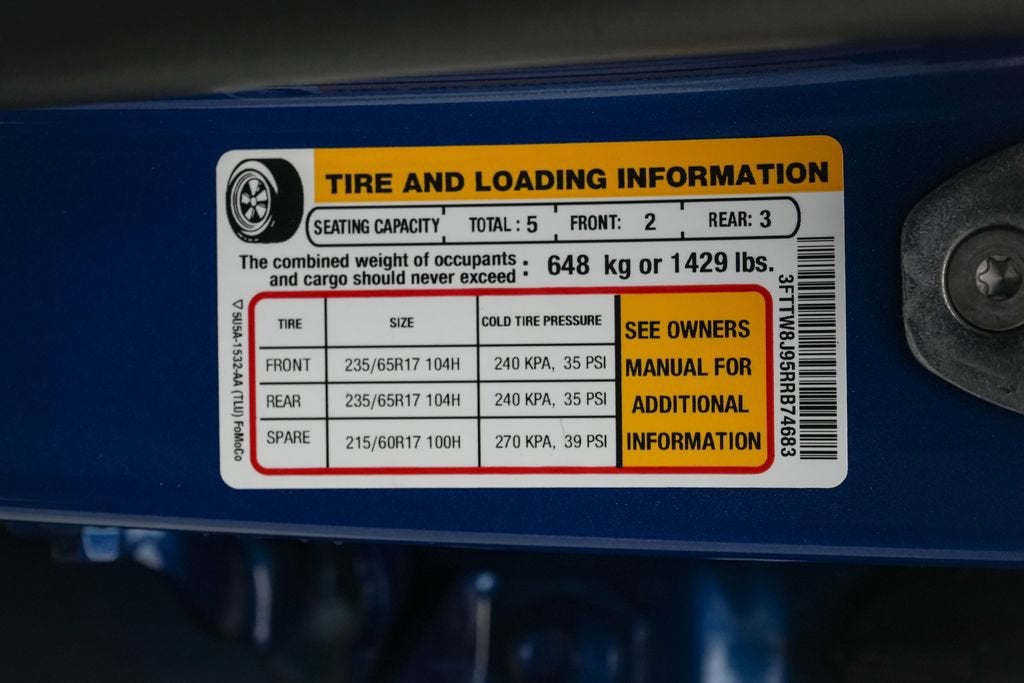 TIRE AND LOADING INFORMATION
SEATING CAPACITY TOTAL : 5 FRONT: 2 REAR: 3
The combined weight of occupants
and cargo should never exceed : 648 kg or 1429 lbs.
TIRE SIZE COLD TIRE PRESSURE
FRONT 235/65R17 104H 240 KPA, 35 PSI
REAR 235/65R17 104H 240 KPA, 35 PSI
SPARE 215/60R17 100H 270 KPA, 39 PSI
SEE OWNERS
MANUAL FOR
ADDITIONAL
INFORMATION
3FTTW8J95RRB74683
5U5A-1532-AA (TLU) FoMoCo